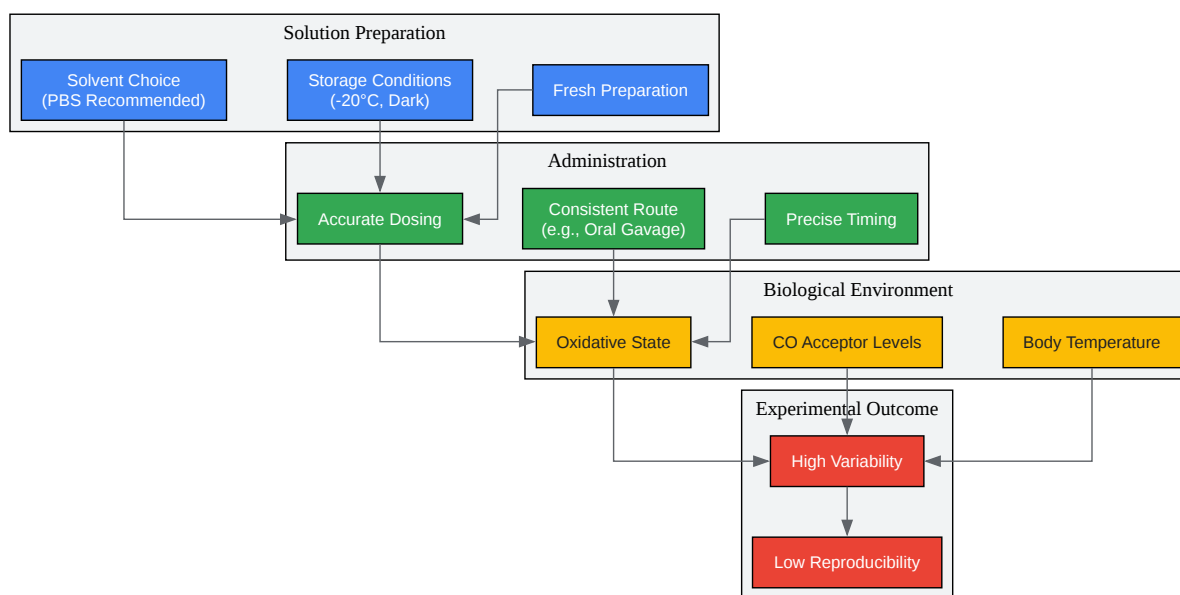 Solution Preparation
Solvent Choice
(PBS Recommended)
Storage Conditions
(-20°C, Dark)
Fresh Preparation
Administration
Accurate Dosing
Consistent Route
(e.g., Oral Gavage)
Precise Timing
Biological Environment
Oxidative State
CO Acceptor Levels
Body Temperature
Experimental Outcome
High Variability
Low Reproducibility